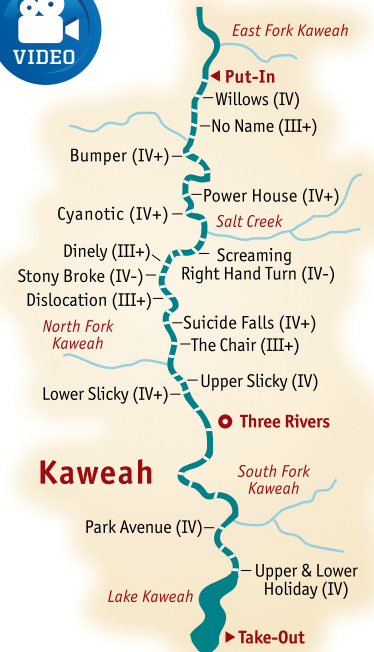 VIDEO
East Fork Kaweah
Put-In
Willows (IV)
No Name (III+)
Bumper (IV+)
Power House (IV+)
Cyanotic (IV+)
Salt Creek
Dinely (III+)
Screaming
Right Hand Turn (IV-)
Stony Broke (IV-)
Dislocation (III+)
Suicide Falls (IV+)
North Fork
Kaweah
The Chair (III+)
Upper Slicky (IV)
Lower Slicky (IV+)
Three Rivers
Kaweah
South Fork
Kaweah
Park Avenue (IV)
Upper & Lower
Holiday (IV)
Lake Kaweah
Take-Out